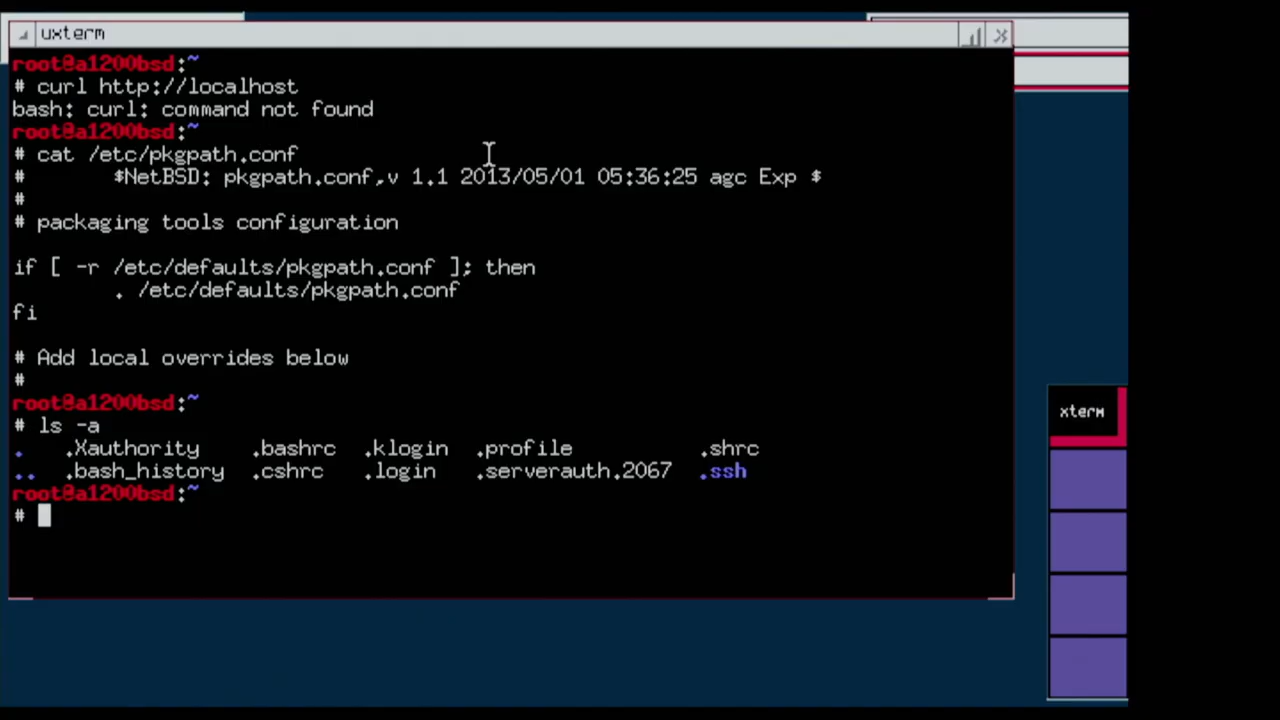 uxterm
root@a1200bsd:~
# curl http://localhost
bash: curl: command not found
root@a1200bsd:~
# cat /etc/pkgpath.conf
#       $NetBSD: pkgpath.conf,v 1.1 2013/05/01 05:36:25 agc Exp $
#
# packaging tools configuration
if [ -r /etc/defaults/pkgpath.conf ]; then
        . /etc/defaults/pkgpath.conf
fi
# Add local overrides below
#
root@a1200bsd:~
# ls -a
.   .Xauthority    .bashrc  .klogin  .profile          .shrc
..  .bash_history  .cshrc   .login   .serverauth.2067  .ssh
root@a1200bsd:~
#
xterm